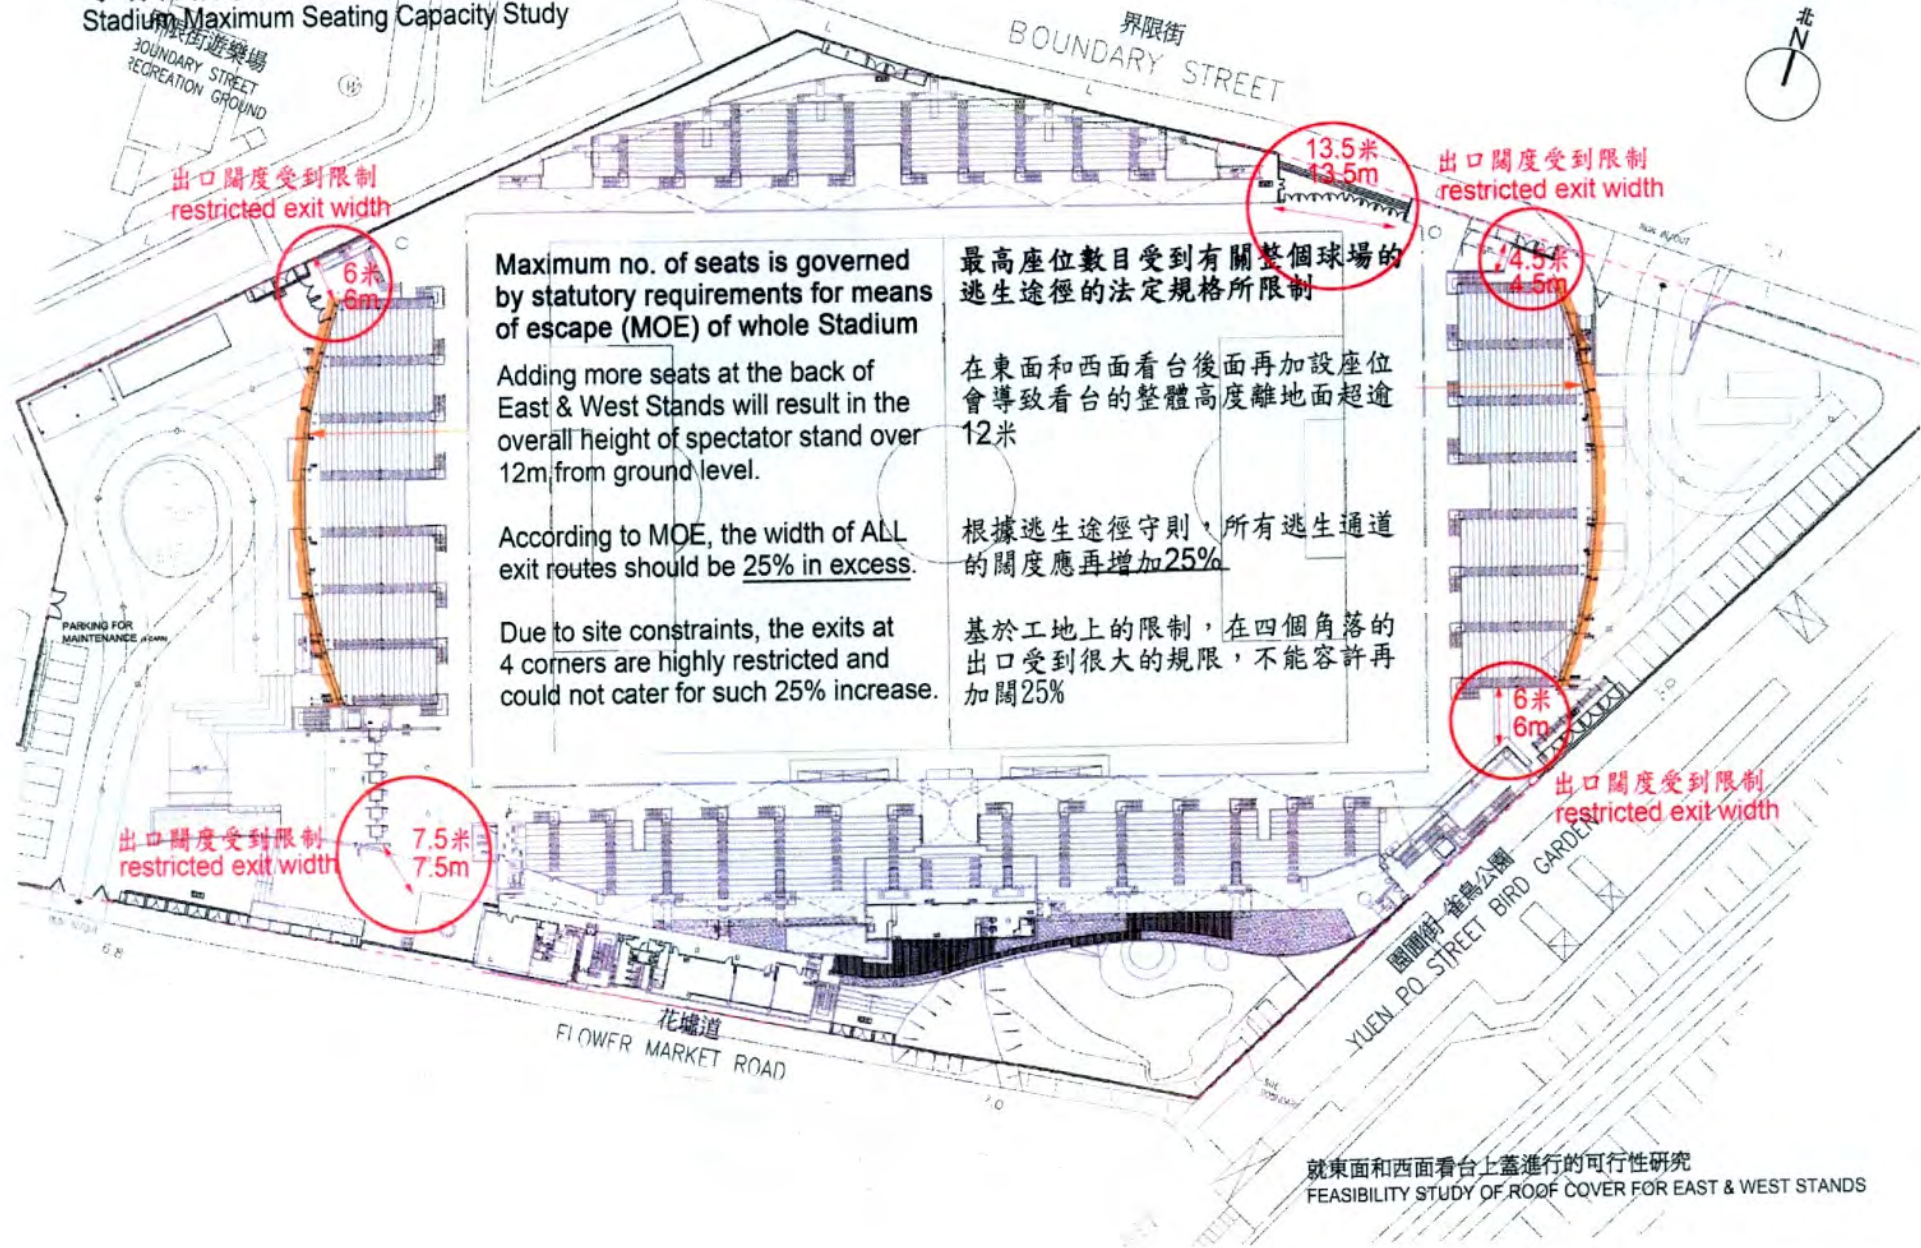 Stadium Maximum Seating Capacity Study
界限街遊樂場
BOUNDARY STREET
RECREATION GROUND
界限街
BOUNDARY STREET
北
N
出口闊度受到限制
restricted exit width
6米
6m
13.5米
13.5m
出口闊度受到限制
restricted exit width
4.5米
4.5m
Maximum no. of seats is governed
by statutory requirements for means
of escape (MOE) of whole Stadium
最高座位數目受到有關整個球場的
逃生途徑的法定規格所限制
Adding more seats at the back of
East & West Stands will result in the
overall height of spectator stand over
12m from ground level.
在東面和西面看台後面再加設座位
會導致看台的整體高度離地面超逾
12米
According to MOE, the width of ALL
exit routes should be 25% in excess.
根據逃生途徑守則，所有逃生通道
的闊度應再增加25%
Due to site constraints, the exits at
4 corners are highly restricted and
could not cater for such 25% increase.
基於工地上的限制，在四個角落的
出口受到很大的規限，不能容許再
加闊25%
PARKING FOR
MAINTENANCE
6米
6m
出口闊度受到限制
restricted exit width
出口闊度受到限制
restricted exit width
7.5米
7.5m
園圃街雀鳥公園
YUEN PO STREET BIRD GARDEN
花墟道
FLOWER MARKET ROAD
6.8
7.0
就東面和西面看台上蓋進行的可行性研究
FEASIBILITY STUDY OF ROOF COVER FOR EAST & WEST STANDS